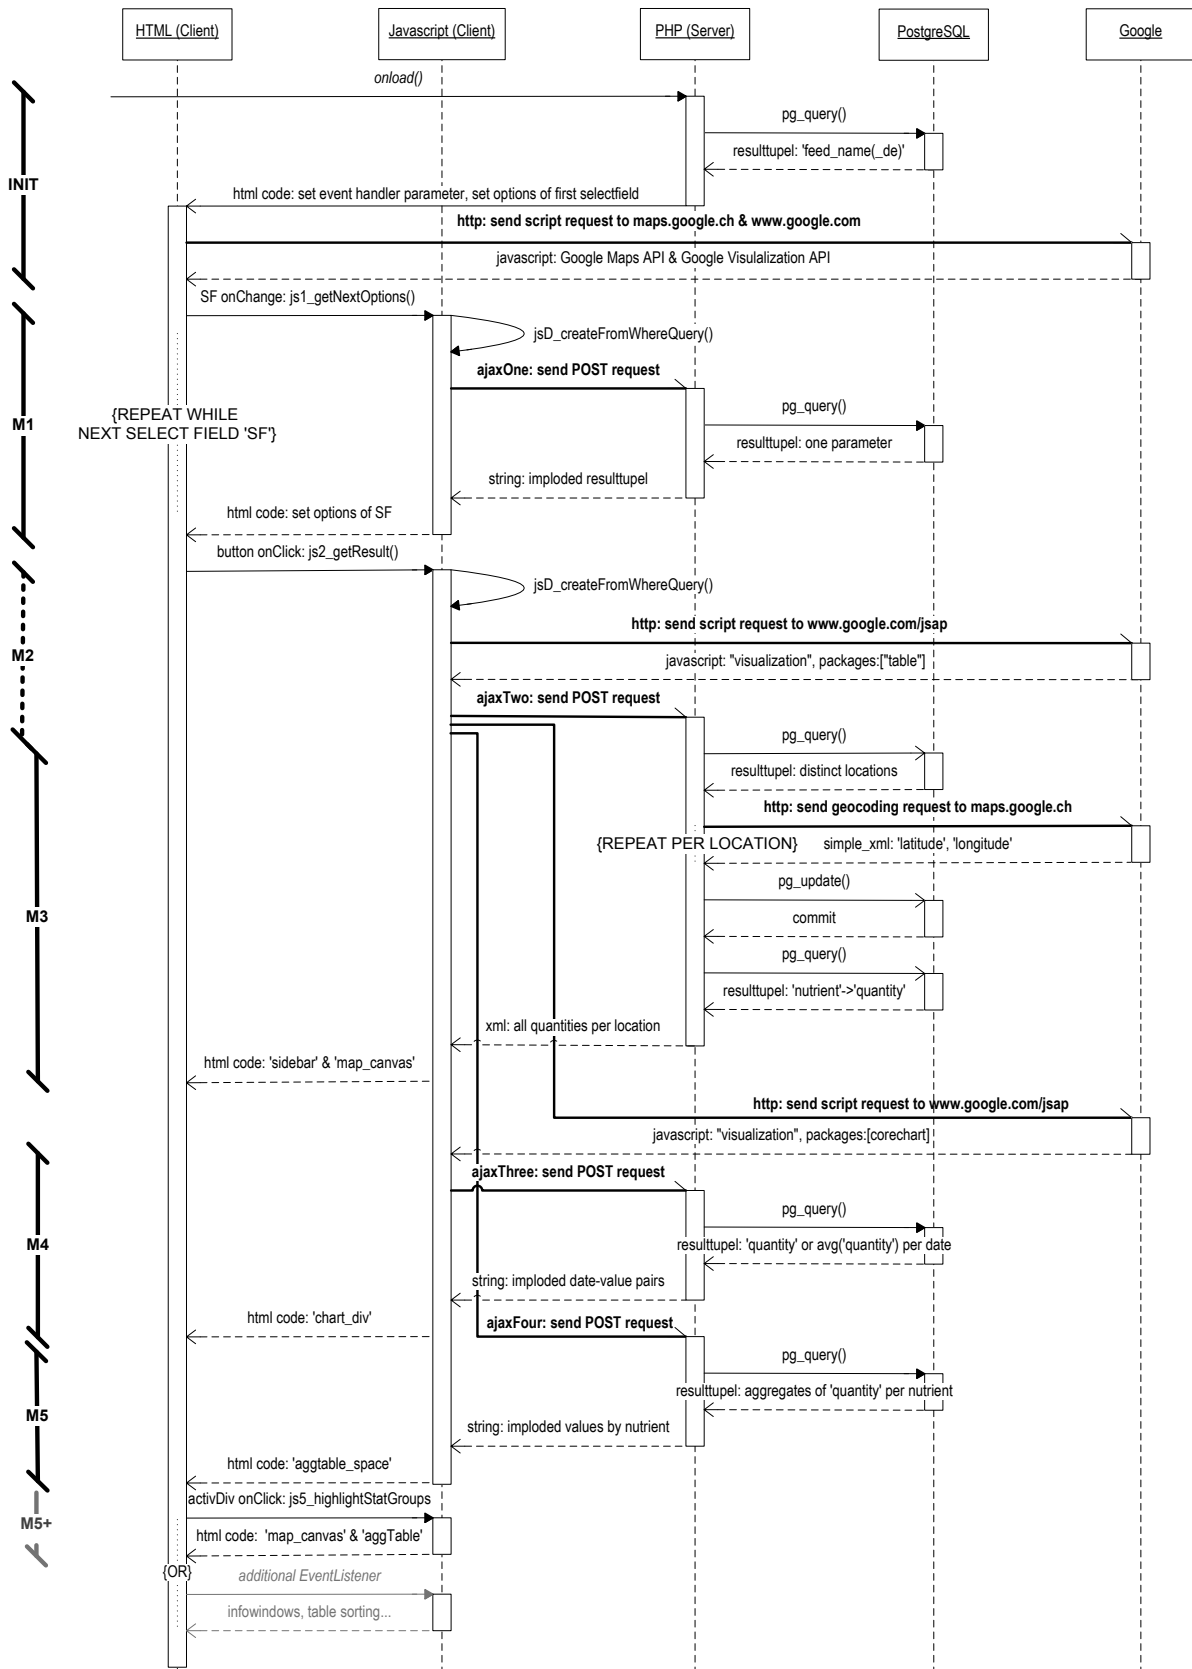 HTML (Client)
Javascript (Client)
PHP (Server)
PostgreSQL
Google
onload()
pg_query()
resulttupel: 'feed_name(_de)'
INIT
html code: set event handler parameter, set options of first selectfield
http: send script request to maps.google.ch & www.google.com
javascript: Google Maps API & Google Visulalization API
SF onChange: js1_getNextOptions()
jsD_createFromWhereQuery()
ajaxOne: send POST request
pg_query()
{REPEAT WHILE
NEXT SELECT FIELD 'SF'}
M1
resulttupel: one parameter
string: imploded resulttupel
html code: set options of SF
button onClick: js2_getResult()
jsD_createFromWhereQuery()
http: send script request to www.google.com/jsap
M2
javascript: "visualization", packages:["table"]
ajaxTwo: send POST request
pg_query()
resulttupel: distinct locations
http: send geocoding request to maps.google.ch
{REPEAT PER LOCATION}
simple_xml: 'latitude', 'longitude'
pg_update()
M3
commit
pg_query()
resulttupel: 'nutrient'->'quantity'
xml: all quantities per location
html code: 'sidebar' & 'map_canvas'
http: send script request to www.google.com/jsap
javascript: "visualization", packages:[corechart]
ajaxThree: send POST request
pg_query()
M4
resulttupel: 'quantity' or avg('quantity') per date
string: imploded date-value pairs
html code: 'chart_div'
ajaxFour: send POST request
pg_query()
resulttupel: aggregates of 'quantity' per nutrient
M5
string: imploded values by nutrient
html code: 'aggtable_space'
activDiv onClick: js5_highlightStatGroups
M5+
html code: 'map_canvas' & 'aggTable'
{OR}
additional EventListener
infowindows, table sorting...